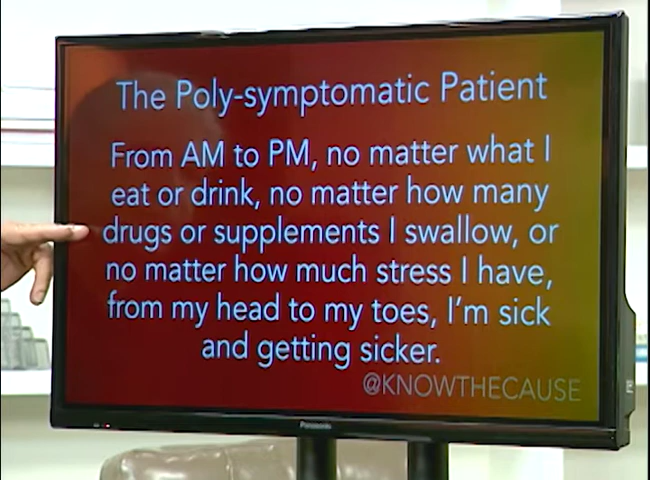 The Poly-symptomatic Patient
From AM to PM, no matter what I
eat or drink, no matter how many
drugs or supplements I swallow, or
no matter how much stress I have,
from my head to my toes, I'm sick
and getting sicker.
@KNOWTHECAUSE
Panasonic